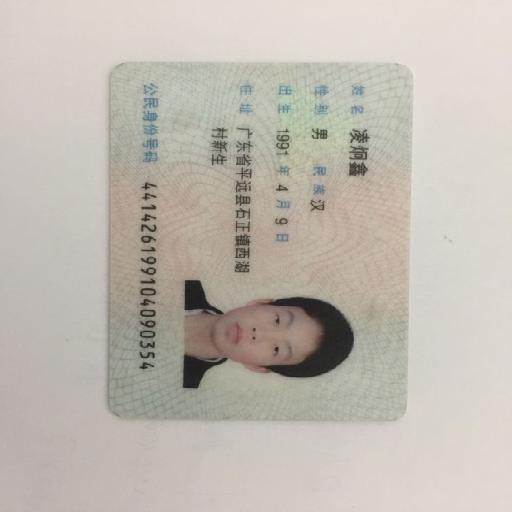 姓名 凌炯鑫
性别 男 民族 汉
出生 1991 年 4 月 9 日
住址 广东省平远县石正镇西湖
村新生
公民身份号码 441426199104090354